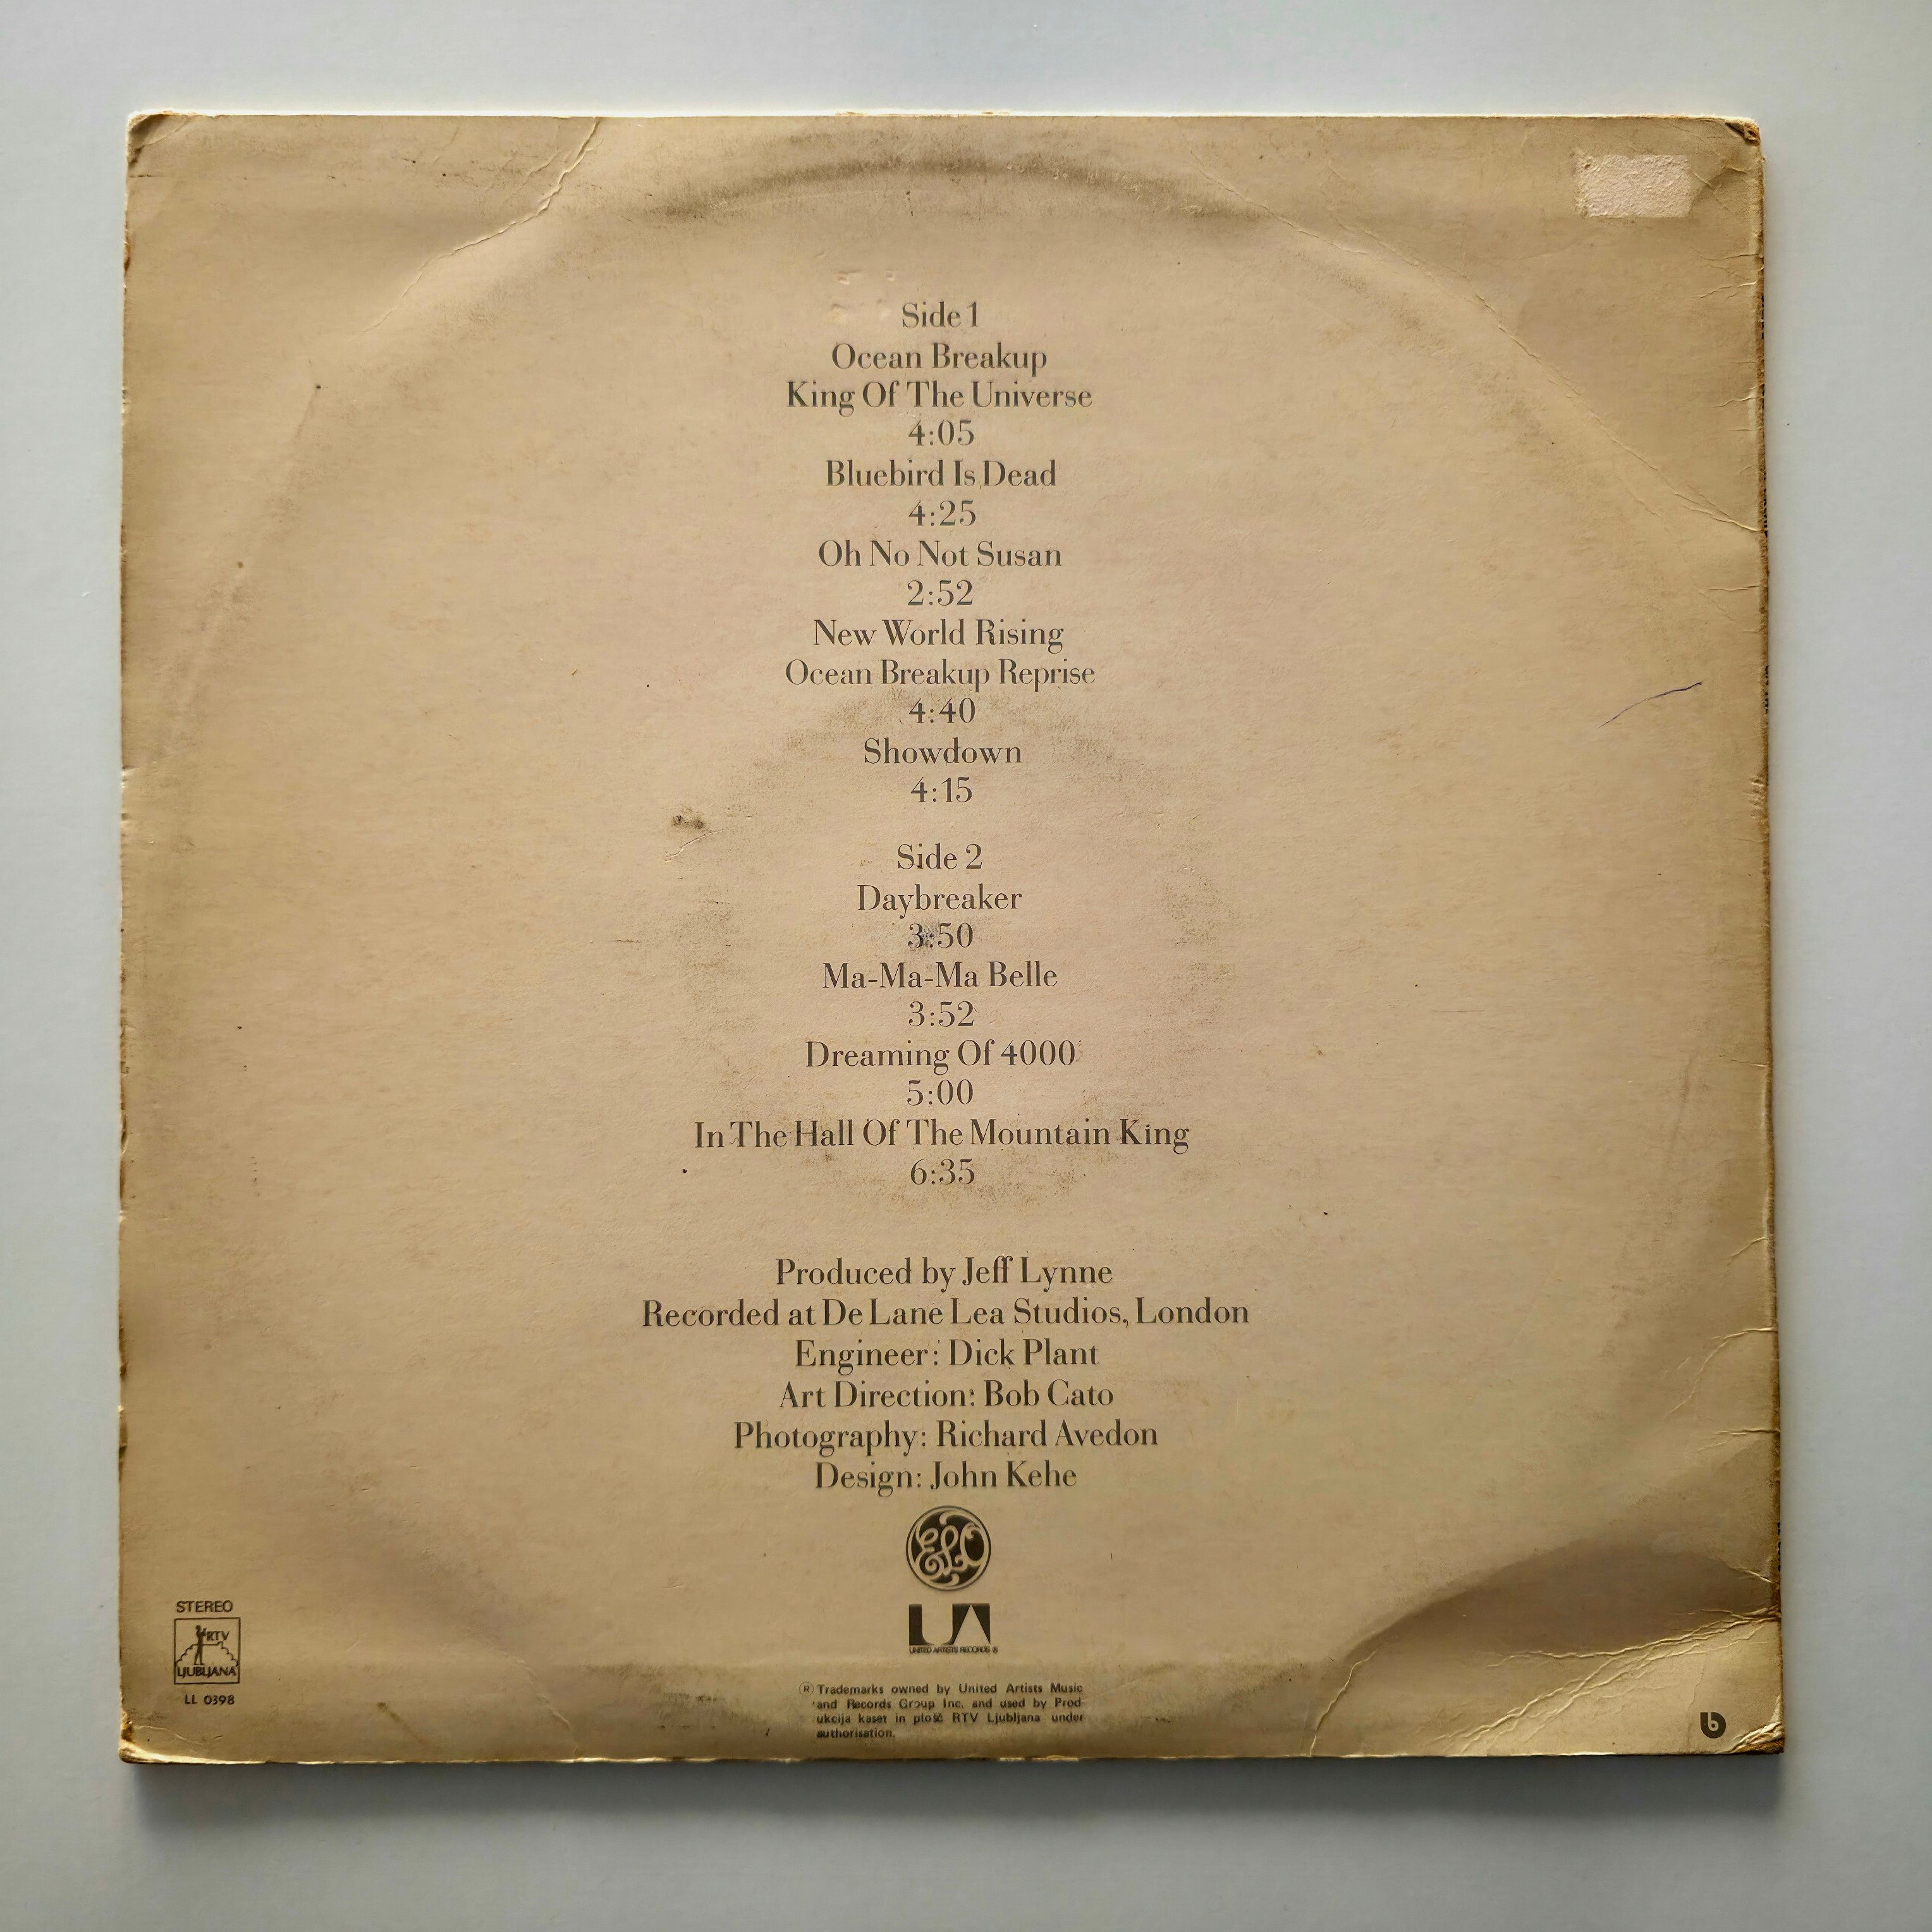 Side 1
Ocean Breakup
King Of The Universe
4:05
Bluebird Is Dead
4:25
Oh No Not Susan
2:52
New World Rising
Ocean Breakup Reprise
4:40
Showdown
4:15
Side 2
Daybreaker
3:50
Ma-Ma-Ma Belle
3:52
Dreaming Of 4000
5:00
In The Hall Of The Mountain King
6:35
Produced by Jeff Lynne
Recorded at De Lane Lea Studios, London
Engineer: Dick Plant
Art Direction: Bob Cato
Photography: Richard Avedon
Design: John Kehe
ELO
UA
UNITED ARTISTS RECORDS ®
STEREO
RTV
LJUBLJANA
LL 0398
® Trademarks owned by United Artists Music
and Records Group Inc. and used by Prod-
ukcija kaset in plošč RTV Ljubljana under
authorisation.
b